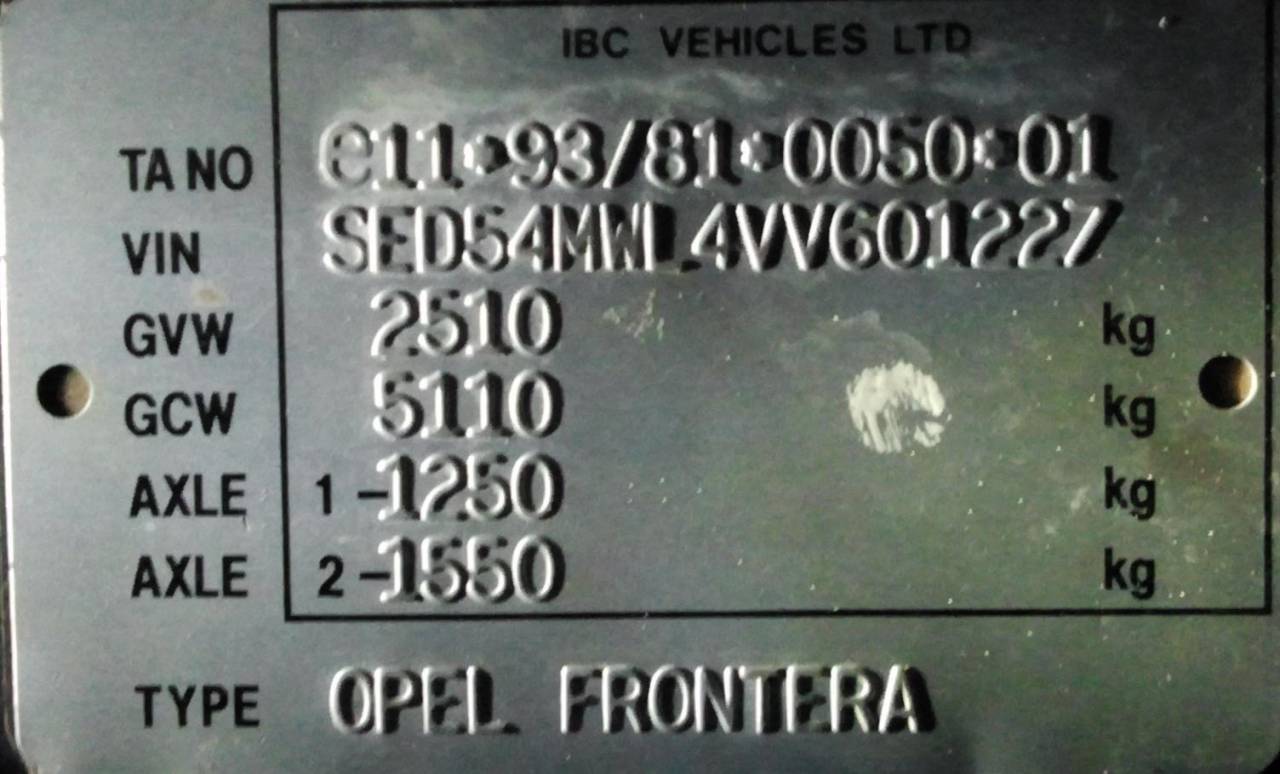 IBC VEHICLES LTD
TA NO e11*93/81*0050*01
VIN SED54MWL4VV601227
GVW 2510 kg
GCW 5110 kg
AXLE 1 -1250 kg
AXLE 2 -1550 kg
TYPE OPEL FRONTERA